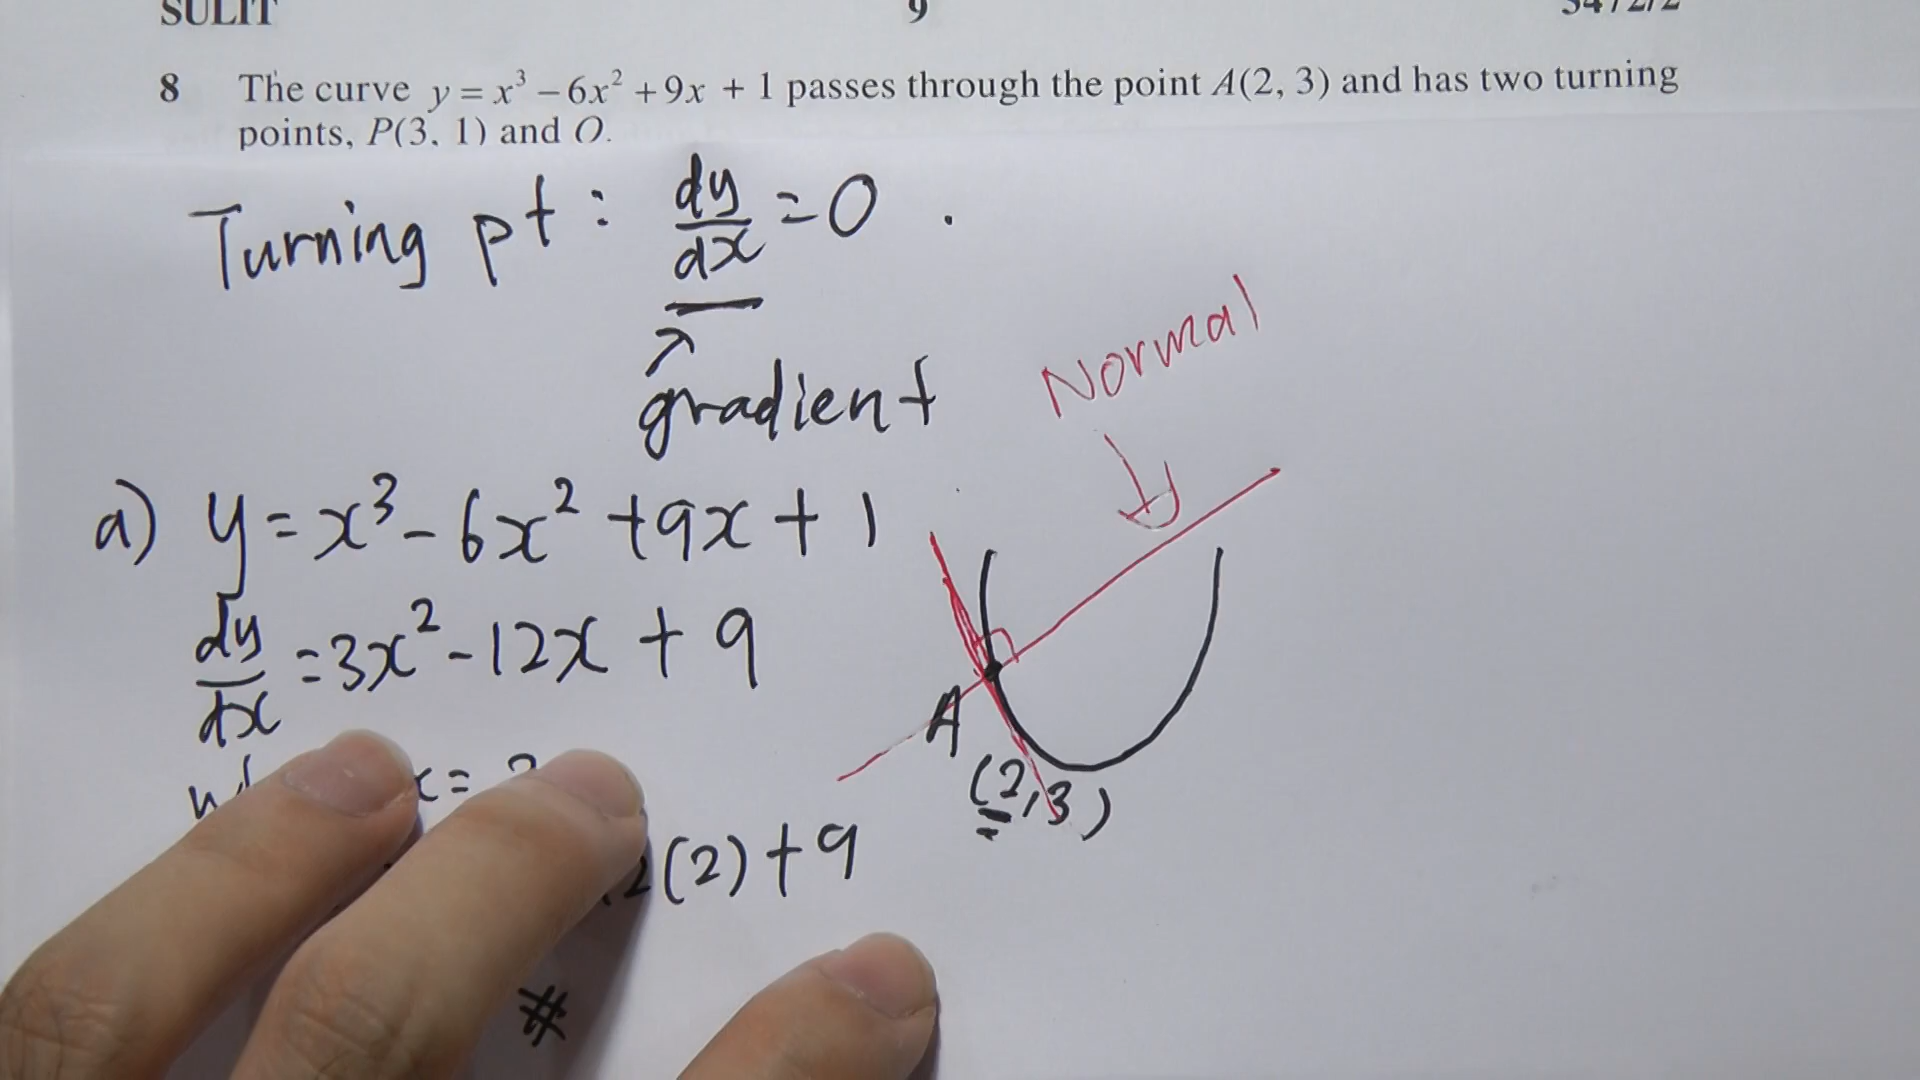 SULIT 9
8 The curve y = x³ − 6x² + 9x + 1 passes through the point A(2, 3) and has two turning
points, P(3, 1) and Q.
Turning pt : dy/dx = 0 .
gradient
Normal
a) y = x³ - 6x² + 9x + 1
dy/dx = 3x² - 12x + 9
A
(2,3)
x =
2(2) + 9
#